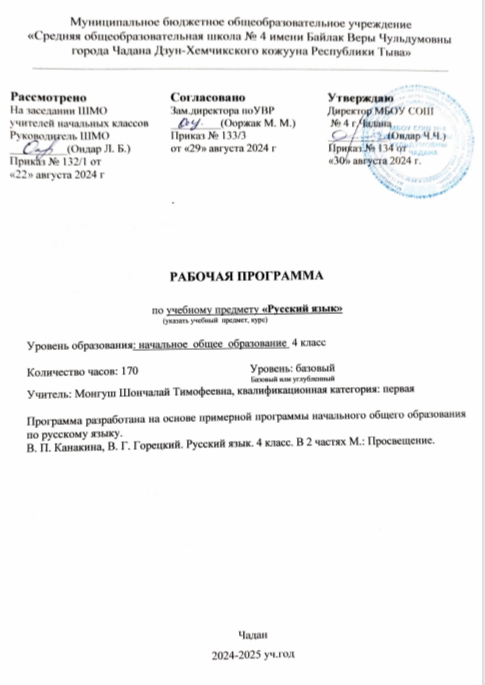 Муниципальное бюджетное общеобразовательное учреждение
«Средняя общеобразовательная школа № 4 имени Байлак Веры Чульдумовны
города Чадана Дзун-Хемчикского кожууна Республики Тыва»
Рассмотрено
На заседании ШМО
учителей начальных классов
Руководитель ШМО
(Ондар Л. Б.)
Приказ № 132/1 от
«22» августа 2024 г
Согласовано
Зам.директора поУВР
(Ооржак М. М.)
Приказ № 133/3
от «29» августа 2024 г
Утверждаю
Директор МБОУ СОШ
№ 4 г.Чадана
(Ондар Ч.Ч.)
Приказ № 134 от
«30» августа 2024 г.
РАБОЧАЯ ПРОГРАММА
по учебному предмету «Русский язык»
(указать учебный предмет, курс)
Уровень образования: начальное общее образование 4 класс
Количество часов: 170 Уровень: базовый
Базовый или углубленный
Учитель: Монгуш Шончалай Тимофеевна, квалификационная категория: первая
Программа разработана на основе примерной программы начального общего образования
по русскому языку.
В. П. Канакина, В. Г. Горецкий. Русский язык. 4 класс. В 2 частях М.: Просвещение.
Чадан
2024-2025 уч.год